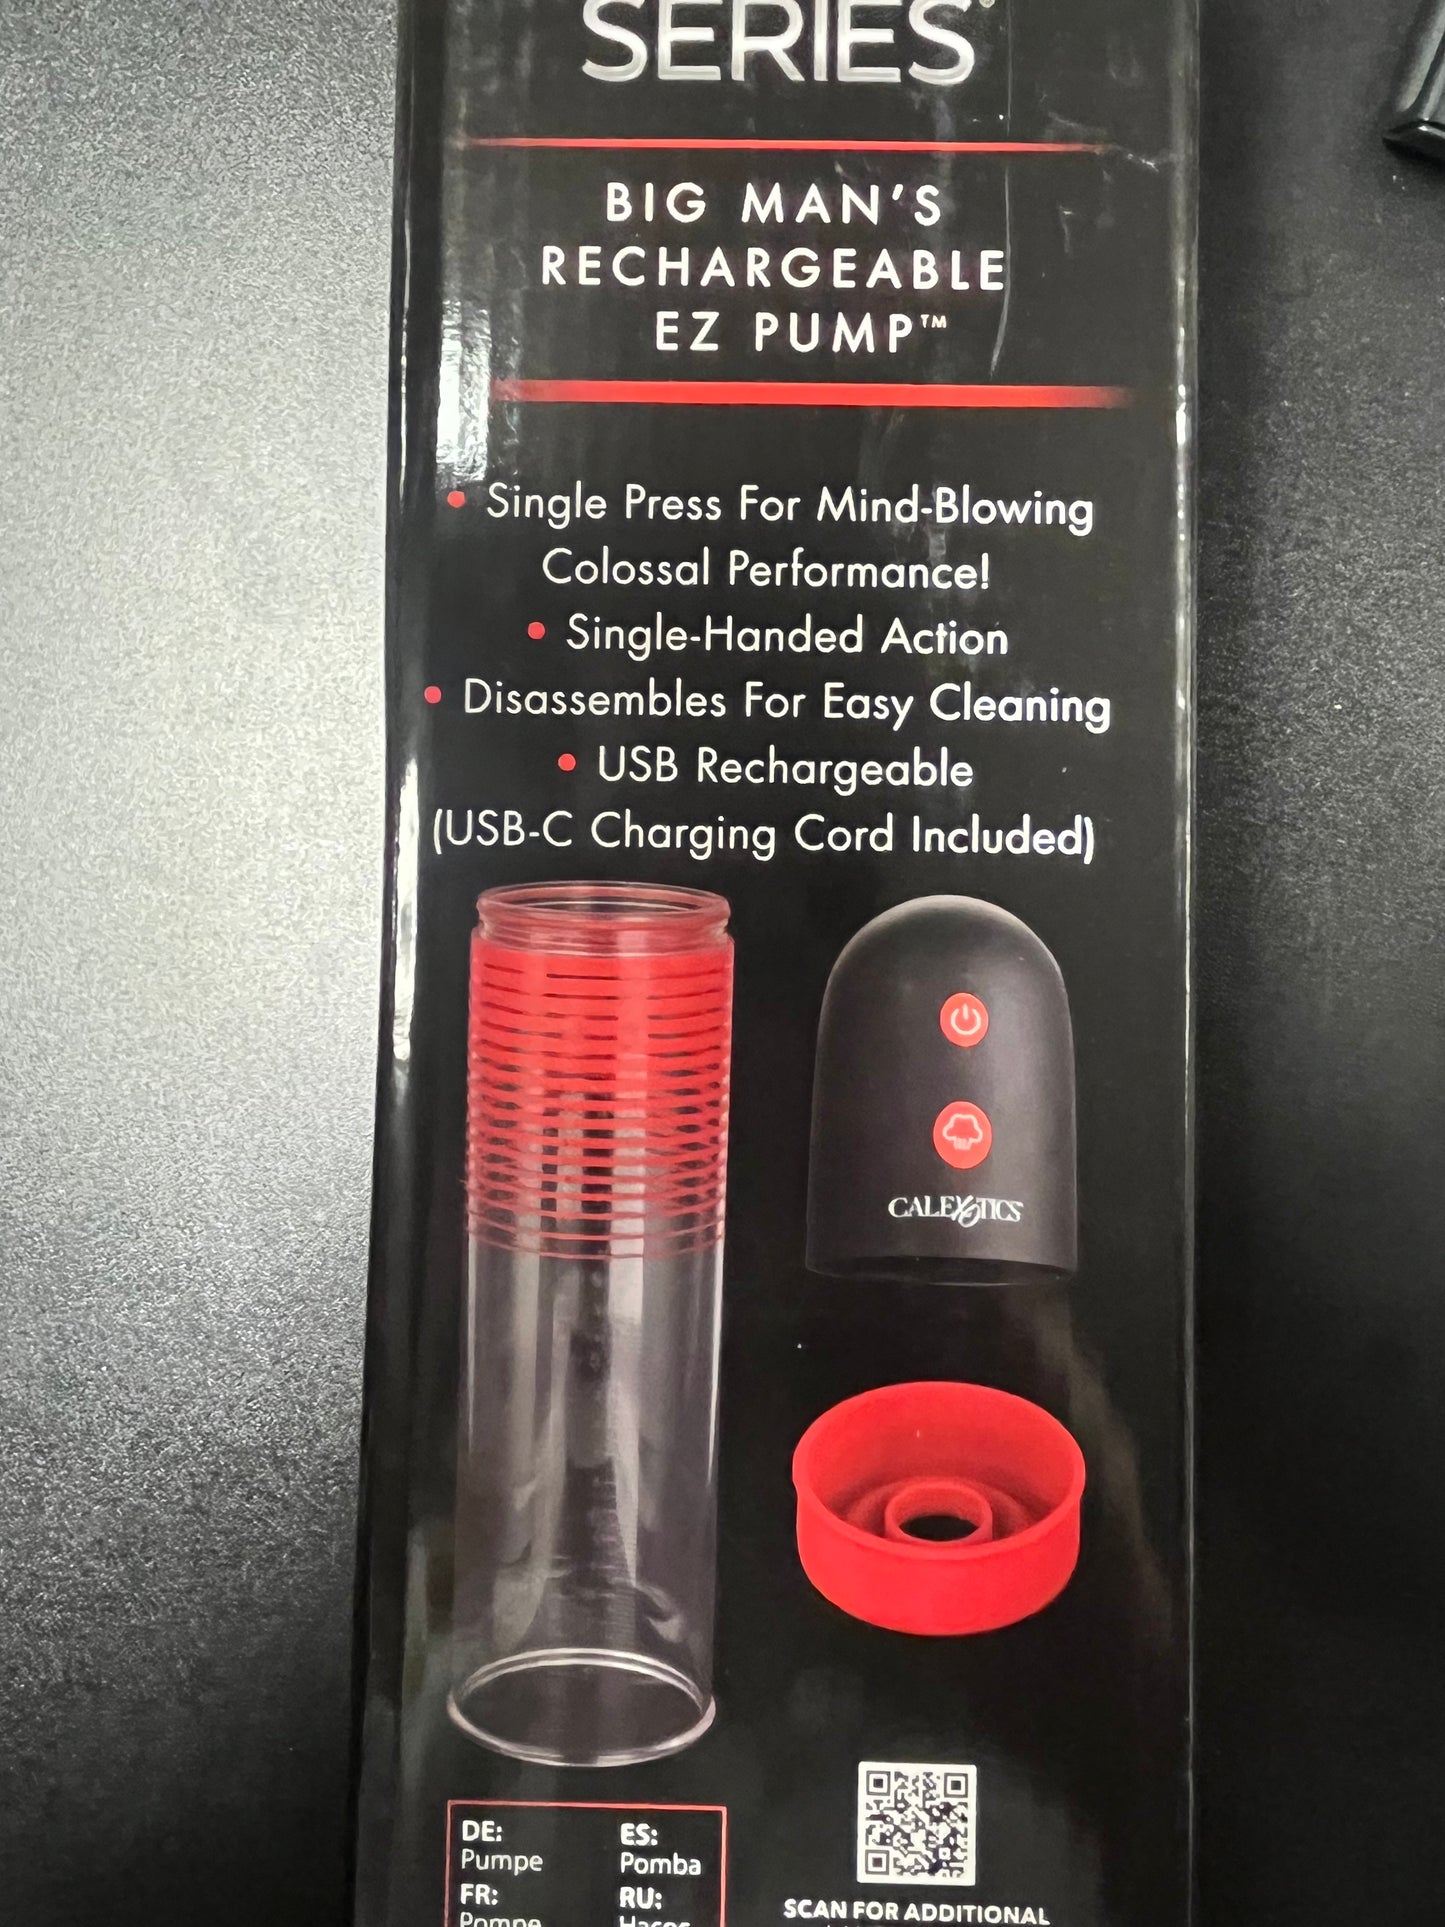 SERIES®
BIG MAN'S
RECHARGEABLE
EZ PUMP™
• Single Press For Mind-Blowing
Colossal Performance!
• Single-Handed Action
• Disassembles For Easy Cleaning
• USB Rechargeable
(USB-C Charging Cord Included)
CALEXOTICS
DE:
Pumpe
ES:
Pomba
FR:
Pompe
RU:
SCAN FOR ADDITIONAL